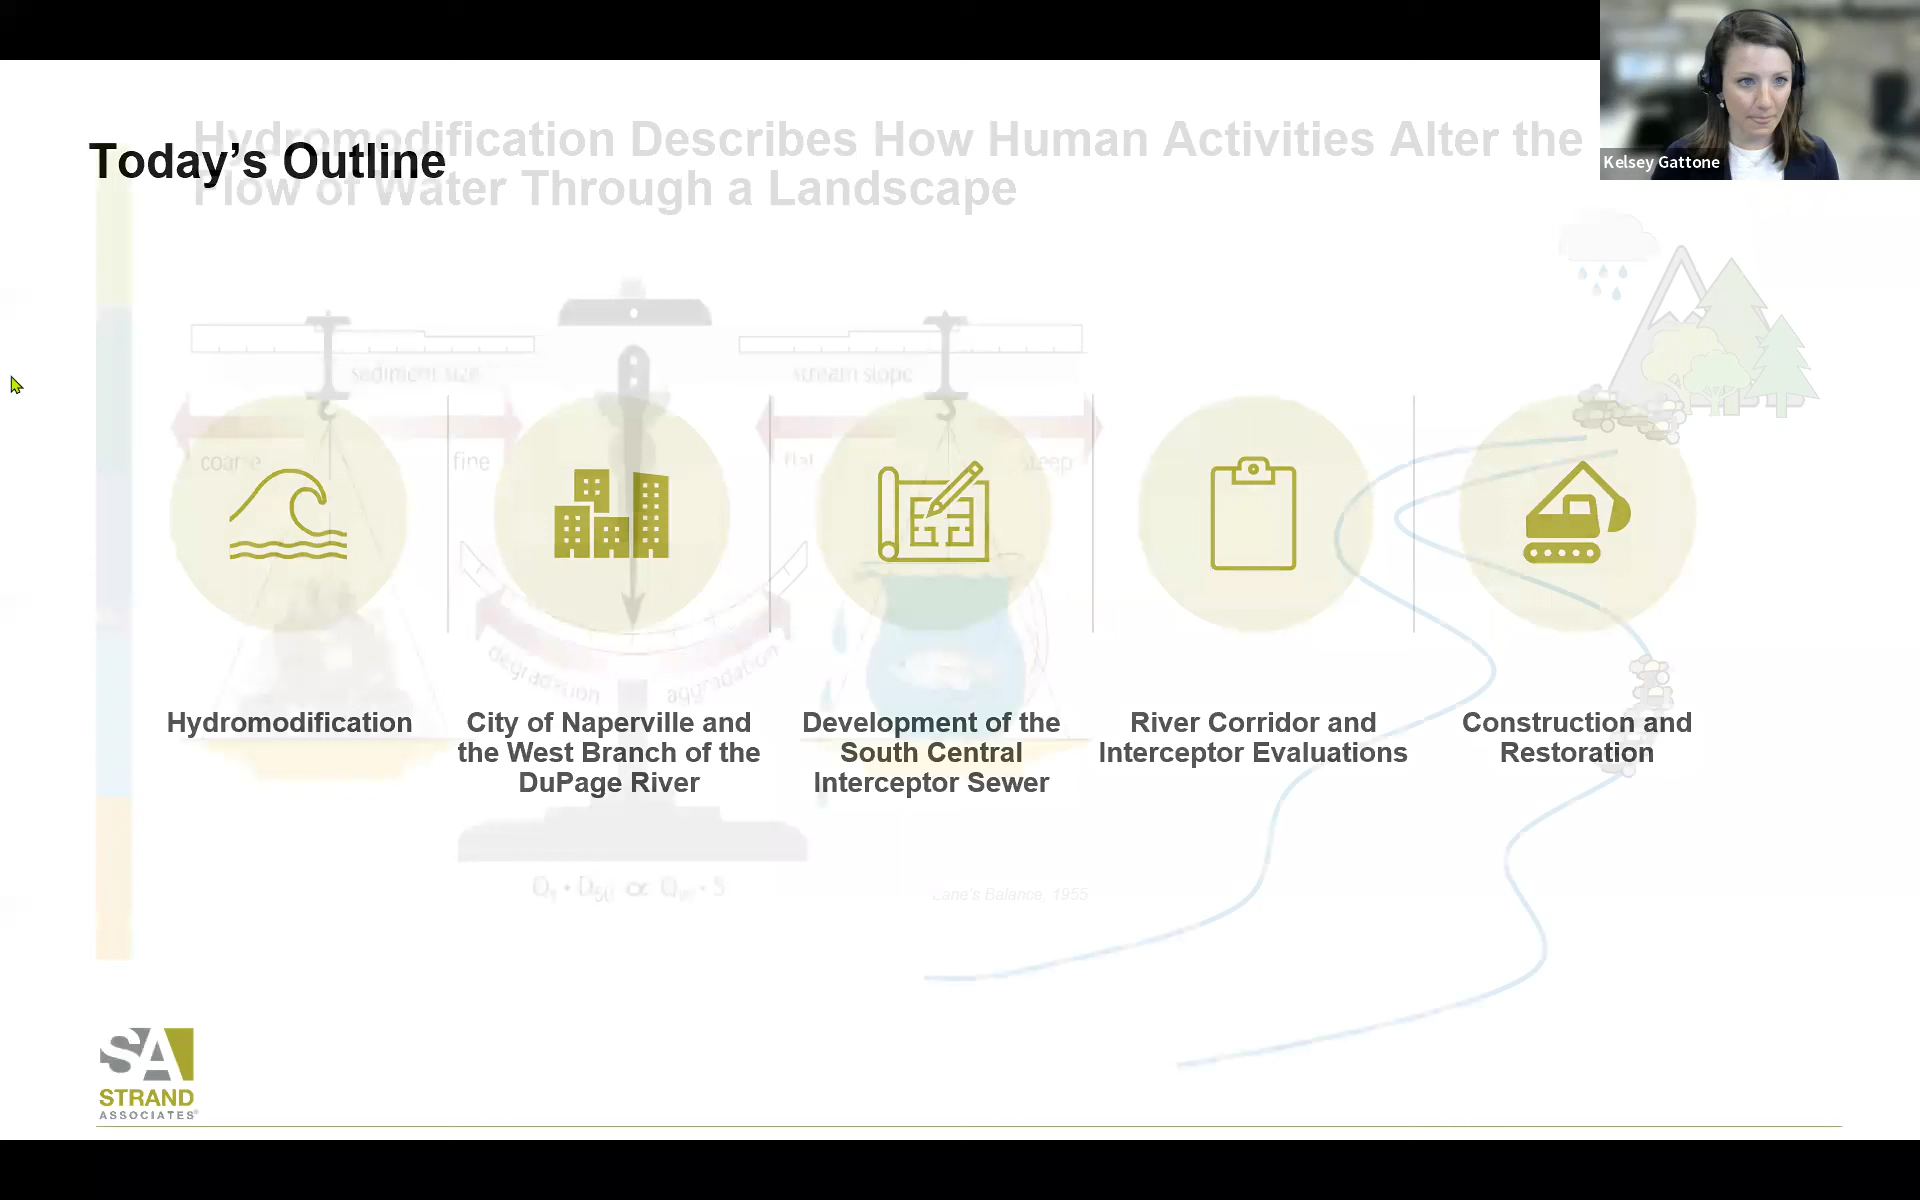 Hydromodification Describes How Human Activities Alter the
Flow of Water Through a Landscape
Today's Outline
Kelsey Gattone
sediment size
stream slope
coarse
fine
flat
steep
degradation
aggradation
Hydromodification
City of Naperville and
the West Branch of the
DuPage River
Development of the
South Central
Interceptor Sewer
River Corridor and
Interceptor Evaluations
Construction and
Restoration
Lane's Balance, 1955
SA
STRAND
ASSOCIATES®